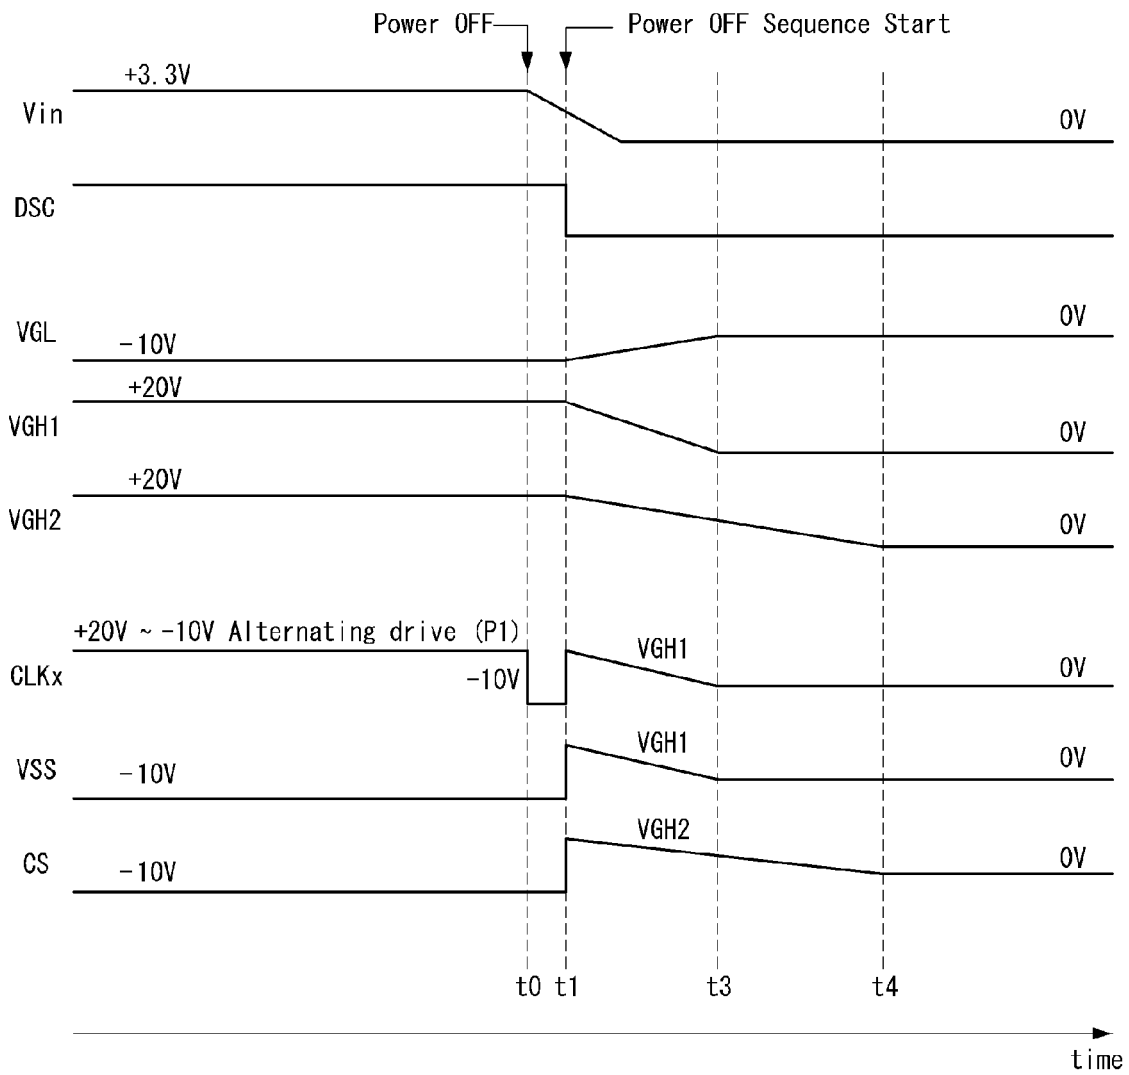 Power OFF
Power OFF Sequence Start
Vin
+3.3V
0V
DSC
VGL
-10V
0V
VGH1
+20V
0V
VGH2
+20V
0V
CLKx
+20V ~ -10V Alternating drive (P1)
-10V
VGH1
0V
VSS
-10V
VGH1
0V
CS
-10V
VGH2
0V
t0 t1 t3 t4
time